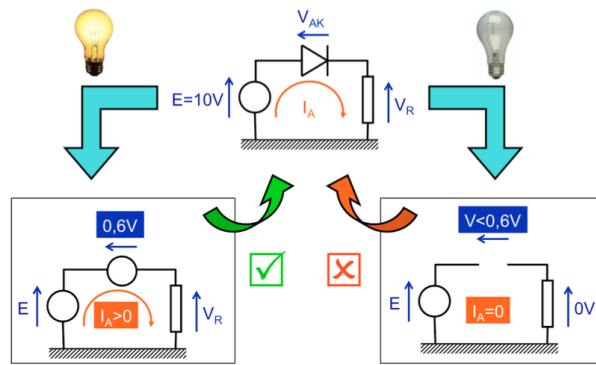 V_AK
E=10V
I_A
V_R
0,6V
E
I_A>0
V_R
V<0,6V
E
I_A=0
0V